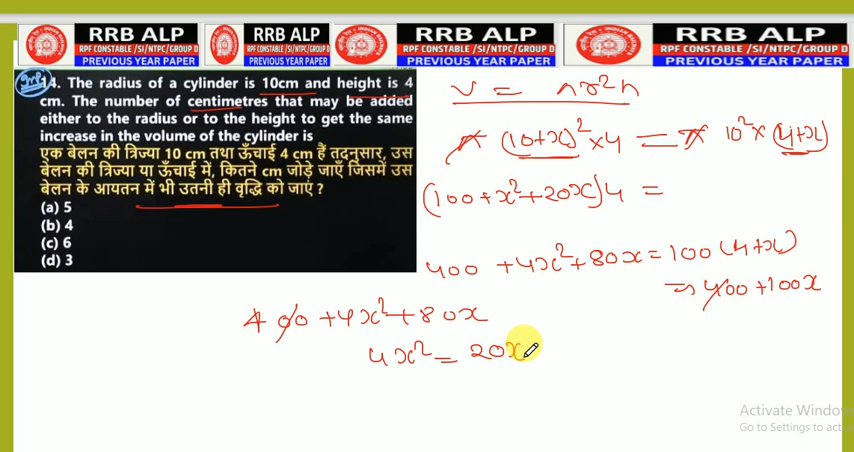 RRB ALP
RPF CONSTABLE /SI/NTPC/GROUP D
PREVIOUS YEAR PAPER
RRB ALP
RPF CONSTABLE /SI/NTPC/GROUP D
PREVIOUS YEAR PAPER
RRB ALP
RPF CONSTABLE /SI/NTPC/GROUP D
PREVIOUS YEAR PAPER
RRB ALP
RPF CONSTABLE /SI/NTPC/GROUP D
PREVIOUS YEAR PAPER
14. The radius of a cylinder is 10cm and height is 4
cm. The number of centimetres that may be added
either to the radius or to the height to get the same
increase in the volume of the cylinder is
एक बेलन की त्रिज्या 10 cm तथा ऊँचाई 4 cm हैं तद्नुसार, उस
बेलन की त्रिज्या या ऊँचाई में, कितने cm जोड़े जाएँ जिसमें उस
बेलन के आयतन में भी उतनी ही वृद्धि को जाएं ?
(a) 5
(b) 4
(c) 6
(d) 3
v = πr²h
π (10+x)² × 4 = π 10² × (4+x)
(100 + x² + 20x) 4 =
400 + 4x² + 80x = 100 (4+x)
⇒ 400 + 100x
400 + 4x² + 80x
4x² = 20x
Activate Window
Go to Settings to acti